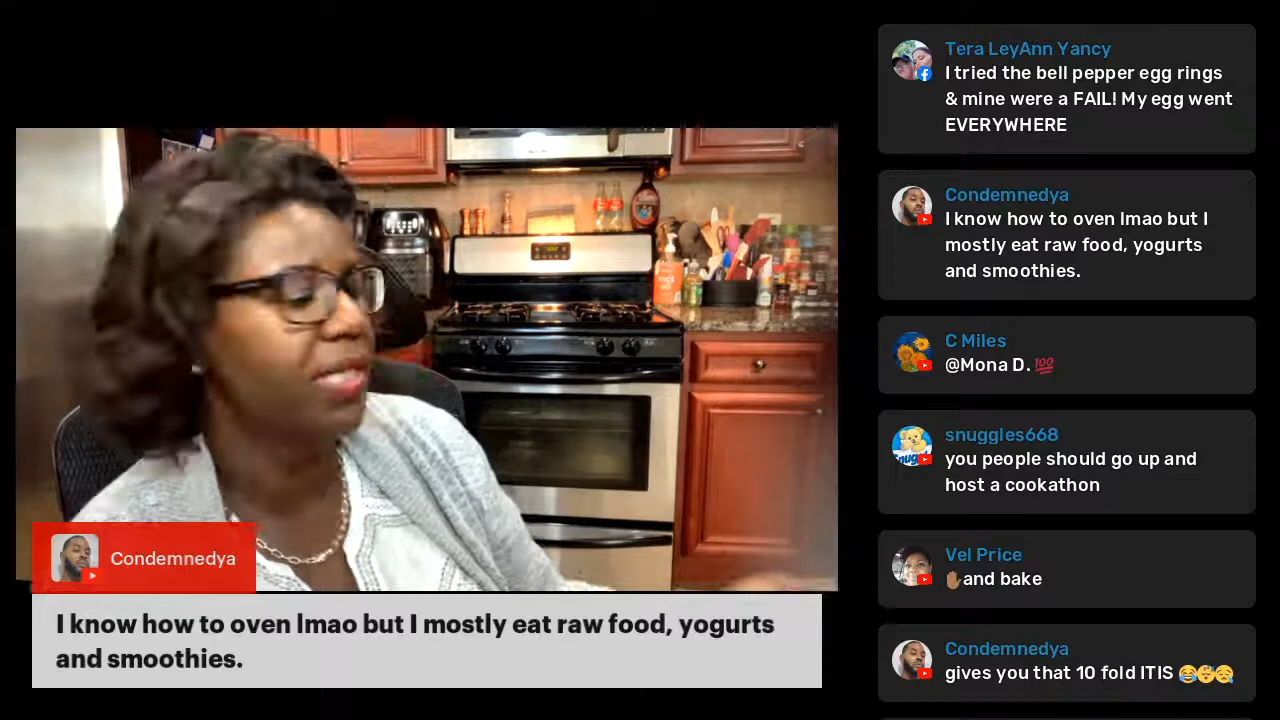 Tera LeyAnn Yancy
I tried the bell pepper egg rings
& mine were a FAIL! My egg went
EVERYWHERE
Condemnedya
I know how to oven lmao but I
mostly eat raw food, yogurts
and smoothies.
C Miles
@Mona D. 💯
snuggles668
you people should go up and
host a cookathon
Vel Price
✋🏽and bake
Condemnedya
gives you that 10 fold ITIS 😂😴😪
Condemnedya
I know how to oven lmao but I mostly eat raw food, yogurts
and smoothies.